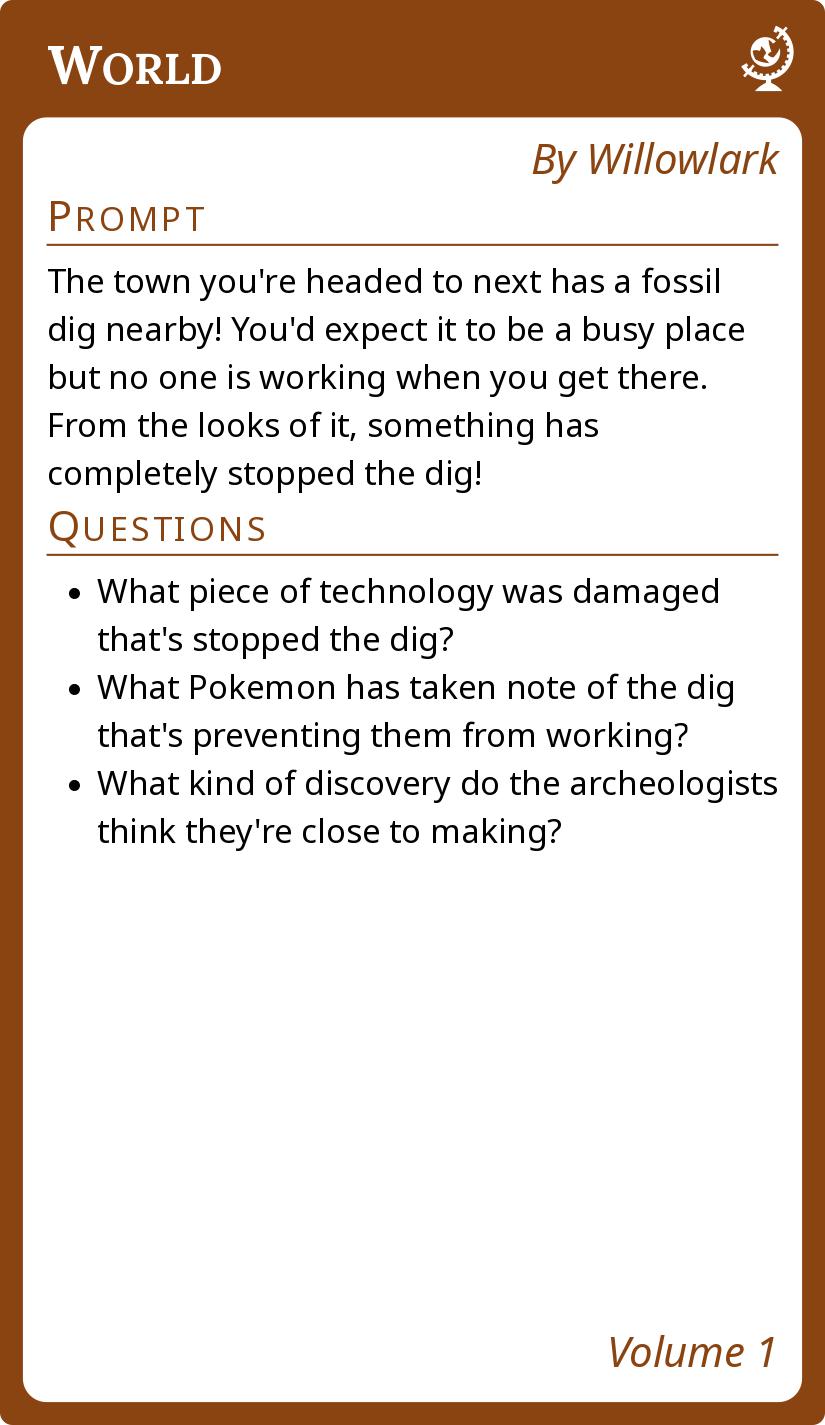 World
By Willowlark
Prompt
The town you're headed to next has a fossil
dig nearby! You'd expect it to be a busy place
but no one is working when you get there.
From the looks of it, something has
completely stopped the dig!
Questions
• What piece of technology was damaged
that's stopped the dig?
• What Pokemon has taken note of the dig
that's preventing them from working?
• What kind of discovery do the archeologists
think they're close to making?
Volume 1